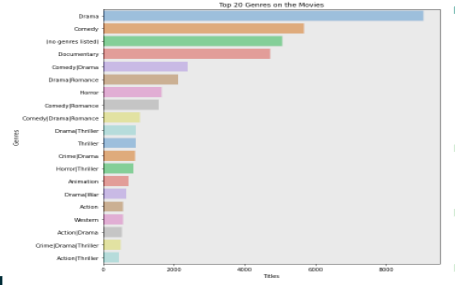 Top 20 Genres on the Movies
Drama
Comedy
(no genres listed)
Documentary
Comedy|Drama
Drama|Romance
Horror
Comedy|Romance
Comedy|Drama|Romance
Drama|Thriller
Thriller
Crime|Drama
Horror|Thriller
Animation
Drama|War
Action
Western
Action|Drama
Crime|Drama|Thriller
Action|Thriller
Genres
0 2000 4000 6000 8000
Titles